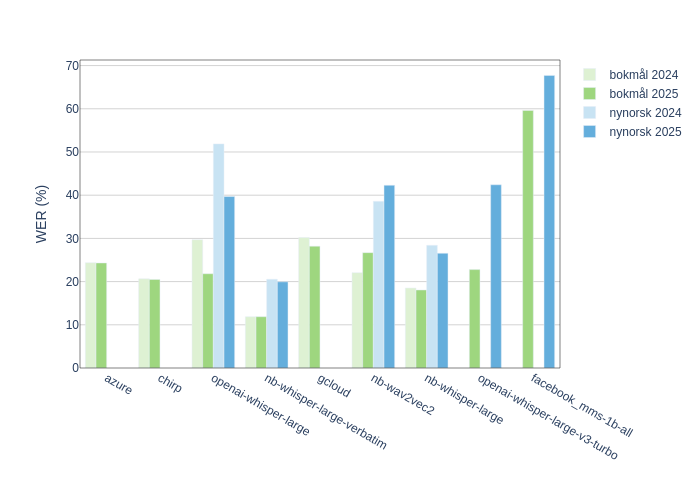 WER (%)
70
60
50
40
30
20
10
0
azure
chirp
openai-whisper-large
nb-whisper-large-verbatim
gcloud
nb-wav2vec2
nb-whisper-large
openai-whisper-large-v3-turbo
facebook_mms-1b-all
bokmål 2024
bokmål 2025
nynorsk 2024
nynorsk 2025